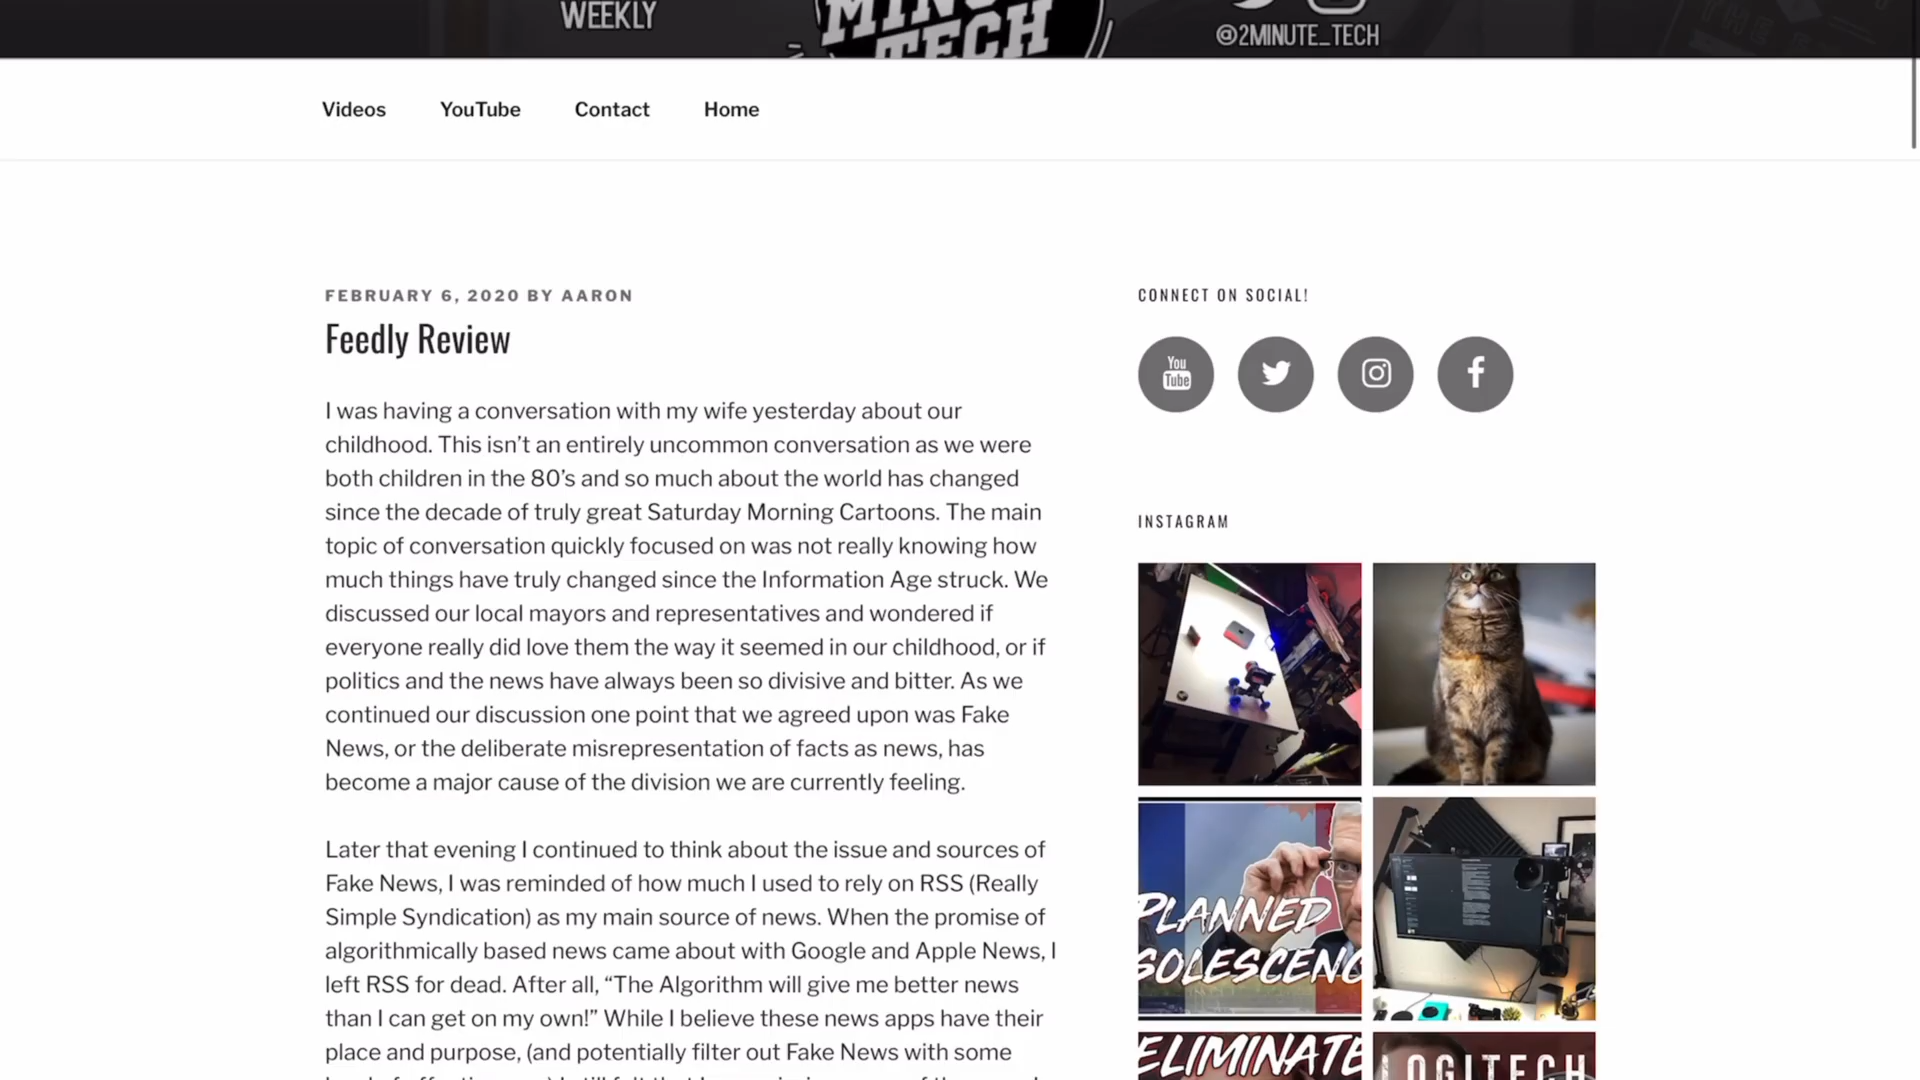 WEEKLY
MINUTE
TECH
@2MINUTE_TECH
Videos
YouTube
Contact
Home
FEBRUARY 6, 2020 BY AARON
Feedly Review
I was having a conversation with my wife yesterday about our
childhood. This isn’t an entirely uncommon conversation as we were
both children in the 80’s and so much about the world has changed
since the decade of truly great Saturday Morning Cartoons. The main
topic of conversation quickly focused on was not really knowing how
much things have truly changed since the Information Age struck. We
discussed our local mayors and representatives and wondered if
everyone really did love them the way it seemed in our childhood, or if
politics and the news have always been so divisive and bitter. As we
continued our discussion one point that we agreed upon was Fake
News, or the deliberate misrepresentation of facts as news, has
become a major cause of the division we are currently feeling.
Later that evening I continued to think about the issue and sources of
Fake News, I was reminded of how much I used to rely on RSS (Really
Simple Syndication) as my main source of news. When the promise of
algorithmically based news came about with Google and Apple News, I
left RSS for dead. After all, “The Algorithm will give me better news
than I can get on my own!” While I believe these news apps have their
place and purpose, (and potentially filter out Fake News with some
CONNECT ON SOCIAL!
You
Tube
INSTAGRAM
PLANNED
SOLESCENC
ELIMINATE
LOGITECH